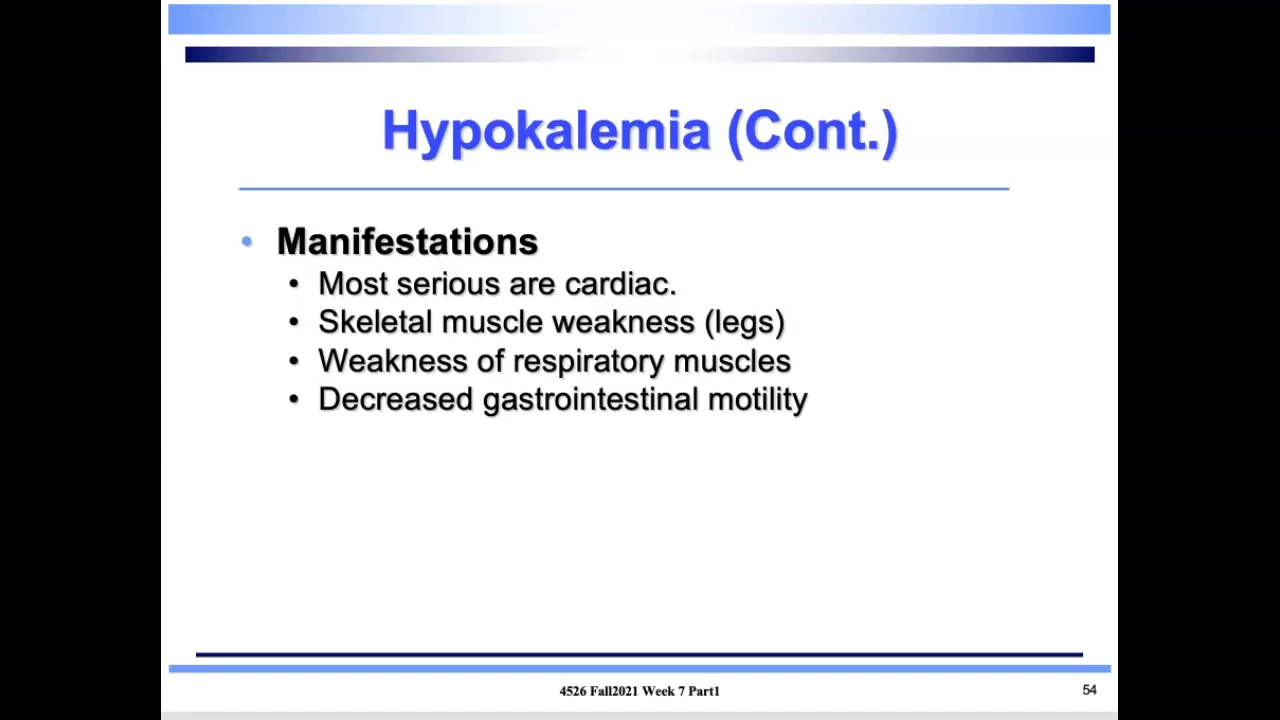 Hypokalemia (Cont.)
• Manifestations
• Most serious are cardiac.
• Skeletal muscle weakness (legs)
• Weakness of respiratory muscles
• Decreased gastrointestinal motility
4526 Fall2021 Week 7 Part1
54